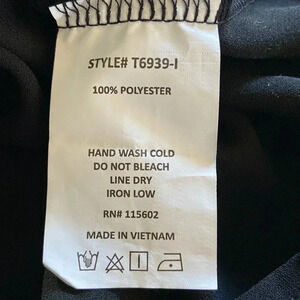 STYLE# T6939-I
100% POLYESTER
HAND WASH COLD
DO NOT BLEACH
LINE DRY
IRON LOW
RN# 115602
MADE IN VIETNAM